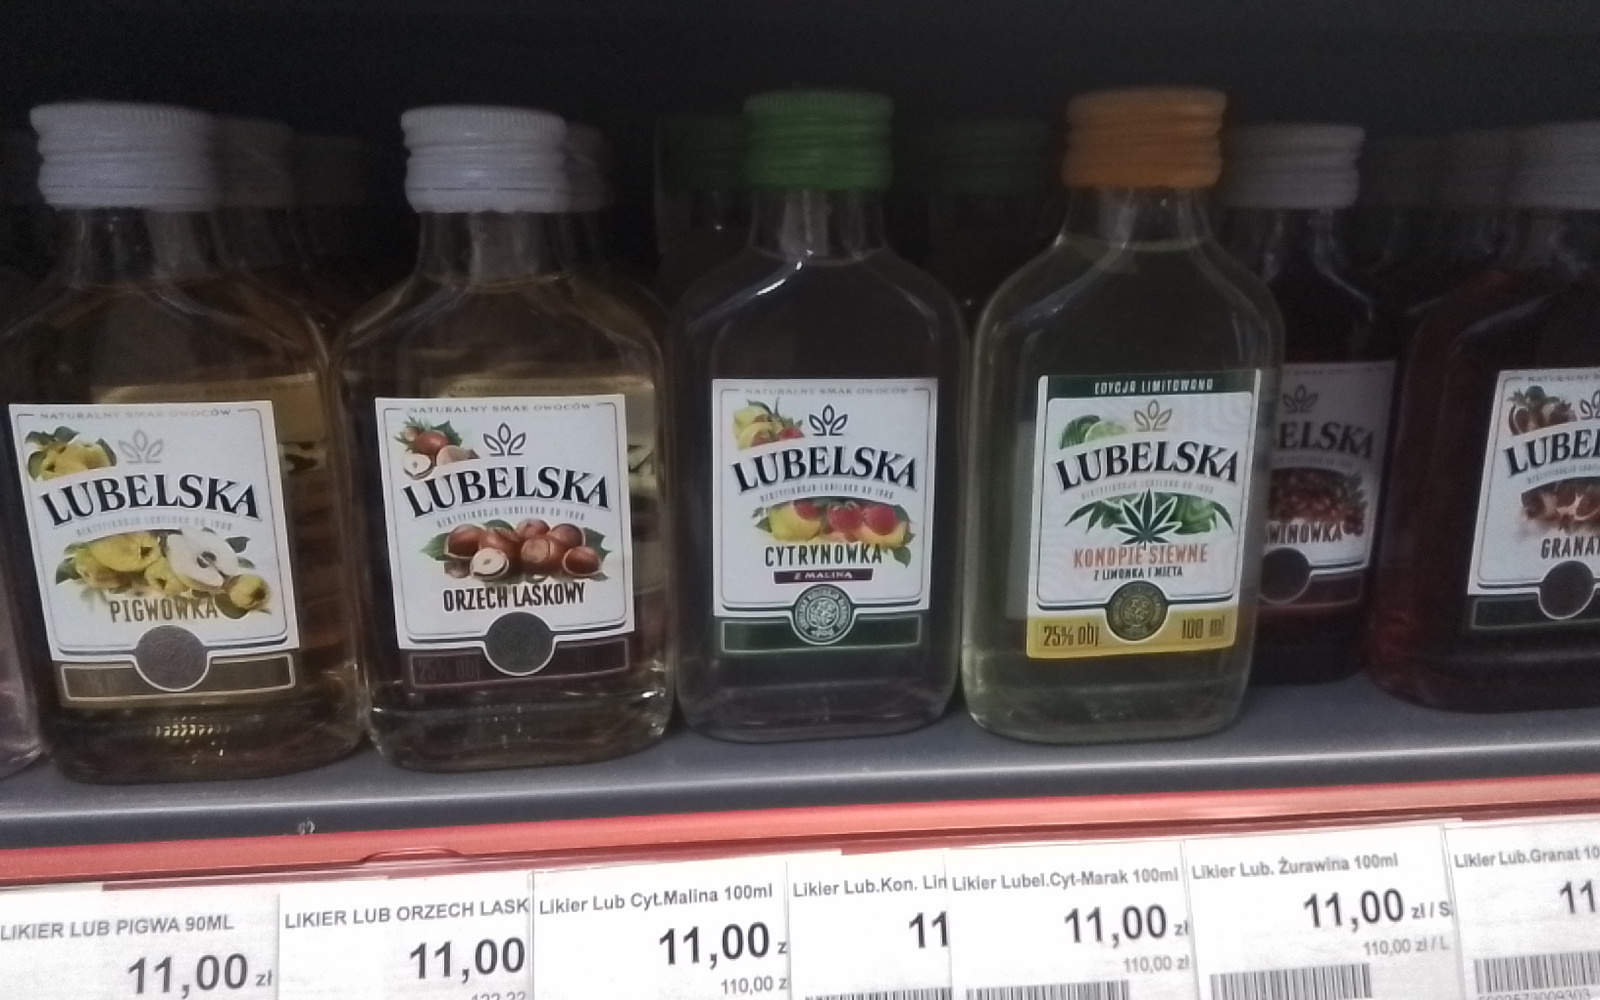 NATURALNY SMAK OWOCÓW
LUBELSKA
PIGWÓWKA
NATURALNY SMAK OWOCÓW
LUBELSKA
ORZECH LASKOWY
25% obj
NATURALNY SMAK OWOCÓW
LUBELSKA
CYTRYNÓWKA
Z MALINĄ
EDYCJA LIMITOWANA
LUBELSKA
KONOPIE SIEWNE
Z LIMONKĄ I MIĘTĄ
25% obj 100 ml
ELSKA
WINÓWKA
LUBEL
GRANAT
LIKIER LUB PIGWA 90ML
11,00 zł
LIKIER LUB ORZECH LASK
11,00
Likier Lub Cyt.Malina 100ml
11,00 z
110,00 z
Likier Lub.Kon. Lin
11
Likier Lubel.Cyt-Marak 100ml
11,00 zł
110,00 zł
Likier Lub. Żurawina 100ml
11,00 zł / S
110,00 zł / L
Likier Lub.Granat 10
11